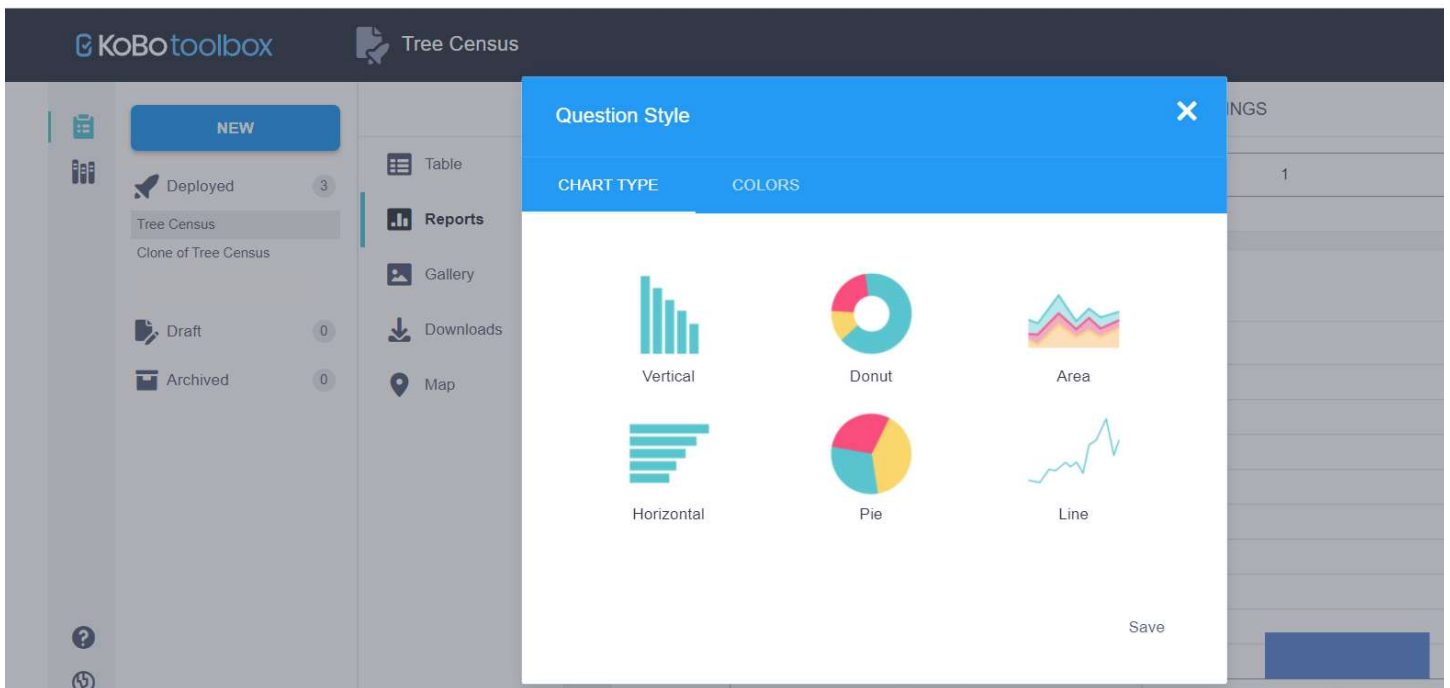 KoBotoolbox
Tree Census
Question Style
INGS
NEW
Deployed 3
Tree Census
Clone of Tree Census
Draft 0
Archived 0
Table
Reports
Gallery
Downloads
Map
CHART TYPE COLORS
1
Vertical Donut Area
Horizontal Pie Line
Save